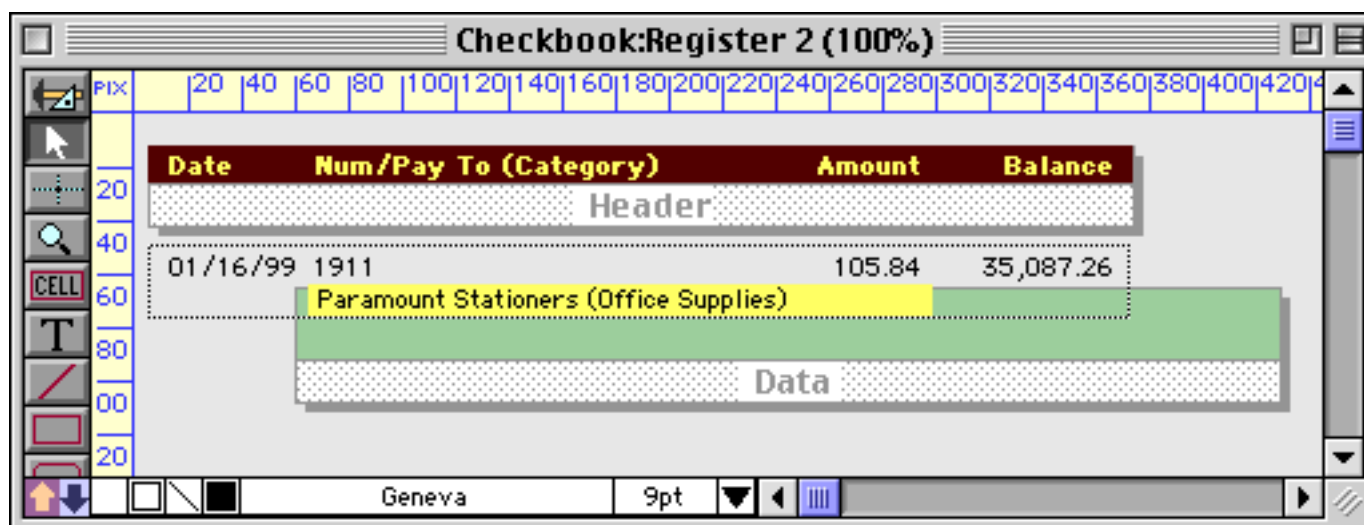 Checkbook:Register 2 (100%)
PIX 20 40 60 80 100 120 140 160 180 200 220 240 260 280 300 320 340 360 380 400 420 4
Date Num/Pay To (Category) Amount Balance
20
Header
40
01/16/99 1911 105.84 35,087.26
CELL
60
Paramount Stationers (Office Supplies)
T
80
Data
00
20
Geneva 9pt